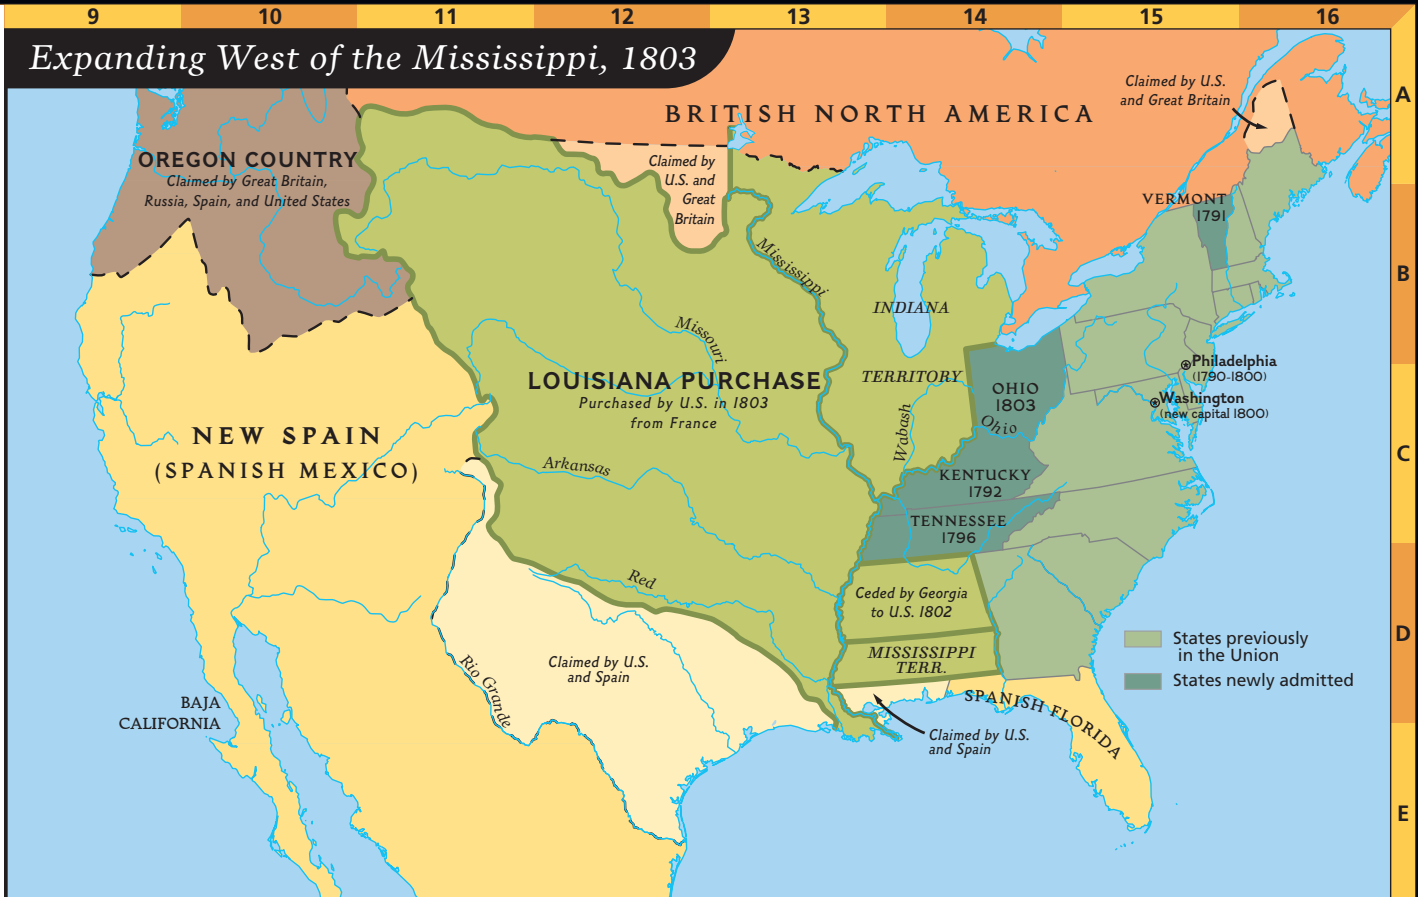 9 10 11 12 13 14 15 16
Expanding West of the Mississippi, 1803
A
B
C
D
E
BRITISH NORTH AMERICA
Claimed by U.S.
and Great Britain
OREGON COUNTRY
Claimed by Great Britain,
Russia, Spain, and United States
Claimed by
U.S. and
Great
Britain
VERMONT
1791
Mississippi
INDIANA
TERRITORY
Missouri
LOUISIANA PURCHASE
Purchased by U.S. in 1803
from France
Philadelphia
(1790-1800)
Washington
(new capital 1800)
OHIO
1803
Ohio
Wabash
NEW SPAIN
(SPANISH MEXICO)
Arkansas
KENTUCKY
1792
TENNESSEE
1796
Red
Ceded by Georgia
to U.S. 1802
MISSISSIPPI
TERR.
Claimed by U.S.
and Spain
Rio Grande
BAJA
CALIFORNIA
SPANISH FLORIDA
Claimed by U.S.
and Spain
States previously
in the Union
States newly admitted